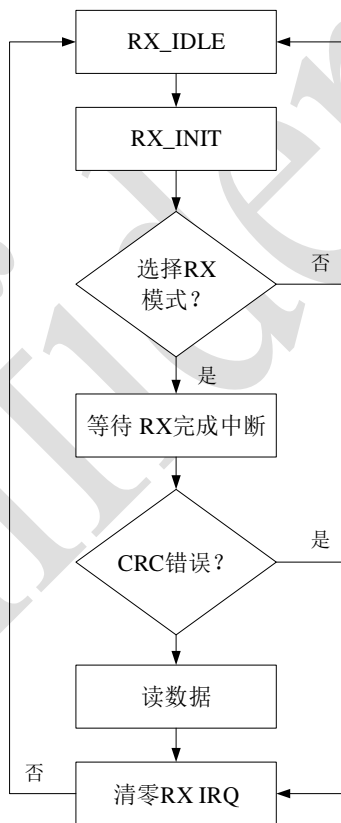 RX_IDLE
RX_INIT
选择RX
模式？
否
是
等待 RX完成中断
CRC错误？
是
读数据
否
清零RX IRQ